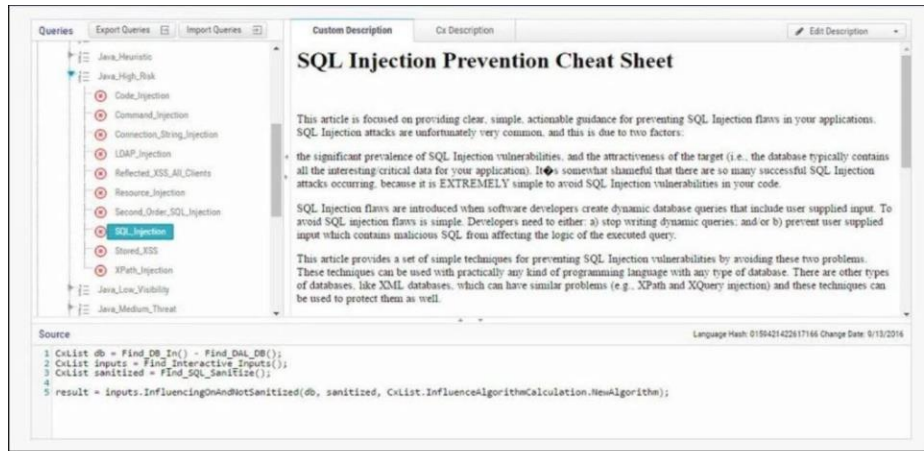 Queries
Export Queries
Import Queries
Custom Description
Cx Description
Edit Description
Java_Heuristic
Java_High_Risk
Code_Injection
Command_Injection
Connection_String_Injection
LDAP_Injection
Reflected_XSS_All_Clients
Resource_Injection
Second_Order_SQL_Injection
SQL_Injection
Stored_XSS
XPath_Injection
Java_Low_Visibility
Java_Medium_Threat
SQL Injection Prevention Cheat Sheet
This article is focused on providing clear, simple, actionable guidance for preventing SQL Injection flaws in your applications.
SQL Injection attacks are unfortunately very common, and this is due to two factors:
the significant prevalence of SQL Injection vulnerabilities, and the attractiveness of the target (i.e., the database typically contains
all the interesting/critical data for your application). It�s somewhat shameful that there are so many successful SQL Injection
attacks occurring, because it is EXTREMELY simple to avoid SQL Injection vulnerabilities in your code.
SQL Injection flaws are introduced when software developers create dynamic database queries that include user supplied input. To
avoid SQL injection flaws is simple. Developers need to either: a) stop writing dynamic queries; and/or b) prevent user supplied
input which contains malicious SQL from affecting the logic of the executed query.
This article provides a set of simple techniques for preventing SQL Injection vulnerabilities by avoiding these two problems.
These techniques can be used with practically any kind of programming language with any type of database. There are other types
of databases, like XML databases, which can have similar problems (e.g., XPath and XQuery injection) and these techniques can
be used to protect them as well.
Source
Language Hash: 0150421422617166 Change Date: 9/13/2016
1 CxList db = Find_DB_In() - Find_DAL_DB();
2 CxList inputs = Find_Interactive_Inputs();
3 CxList sanitized = Find_SQL_Sanitize();
4
5 result = inputs.InfluencingOnAndNotSanitized(db, sanitized, CxList.InfluenceAlgorithmCalculation.NewAlgorithm);